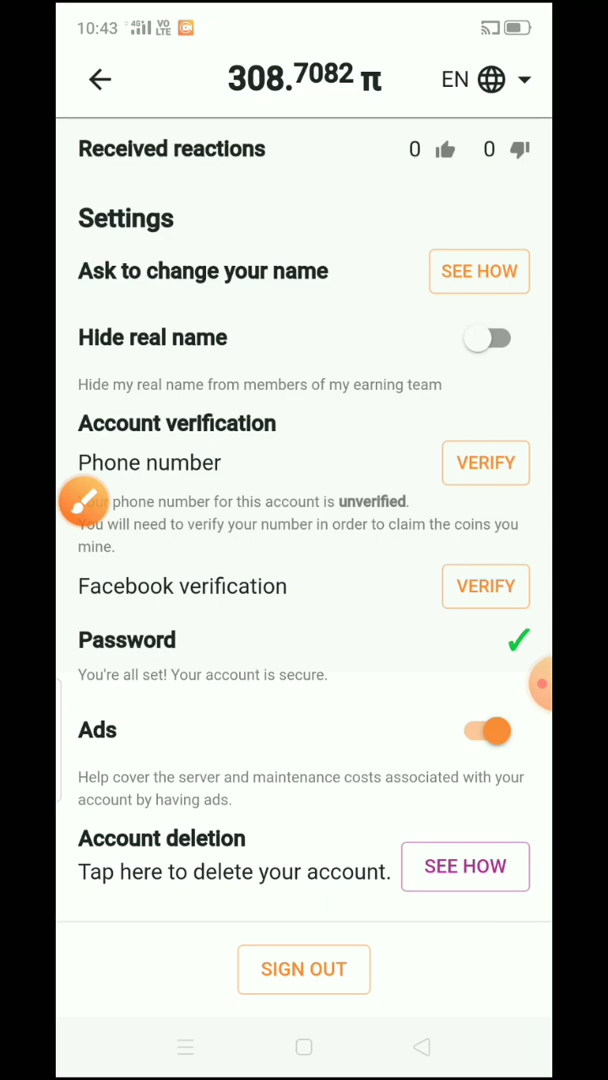 10:43 4G VO LTE
308.7082 π EN
Received reactions 0 0
Settings
Ask to change your name SEE HOW
Hide real name
Hide my real name from members of my earning team
Account verification
Phone number VERIFY
phone number for this account is unverified.
You will need to verify your number in order to claim the coins you
mine.
Facebook verification VERIFY
Password
You're all set! Your account is secure.
Ads
Help cover the server and maintenance costs associated with your
account by having ads.
Account deletion
Tap here to delete your account. SEE HOW
SIGN OUT